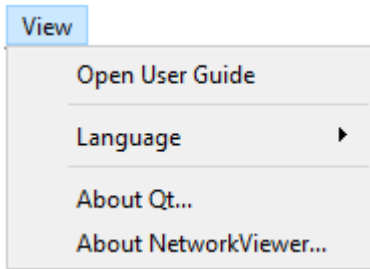 View
Open User Guide
Language
About Qt...
About NetworkViewer...